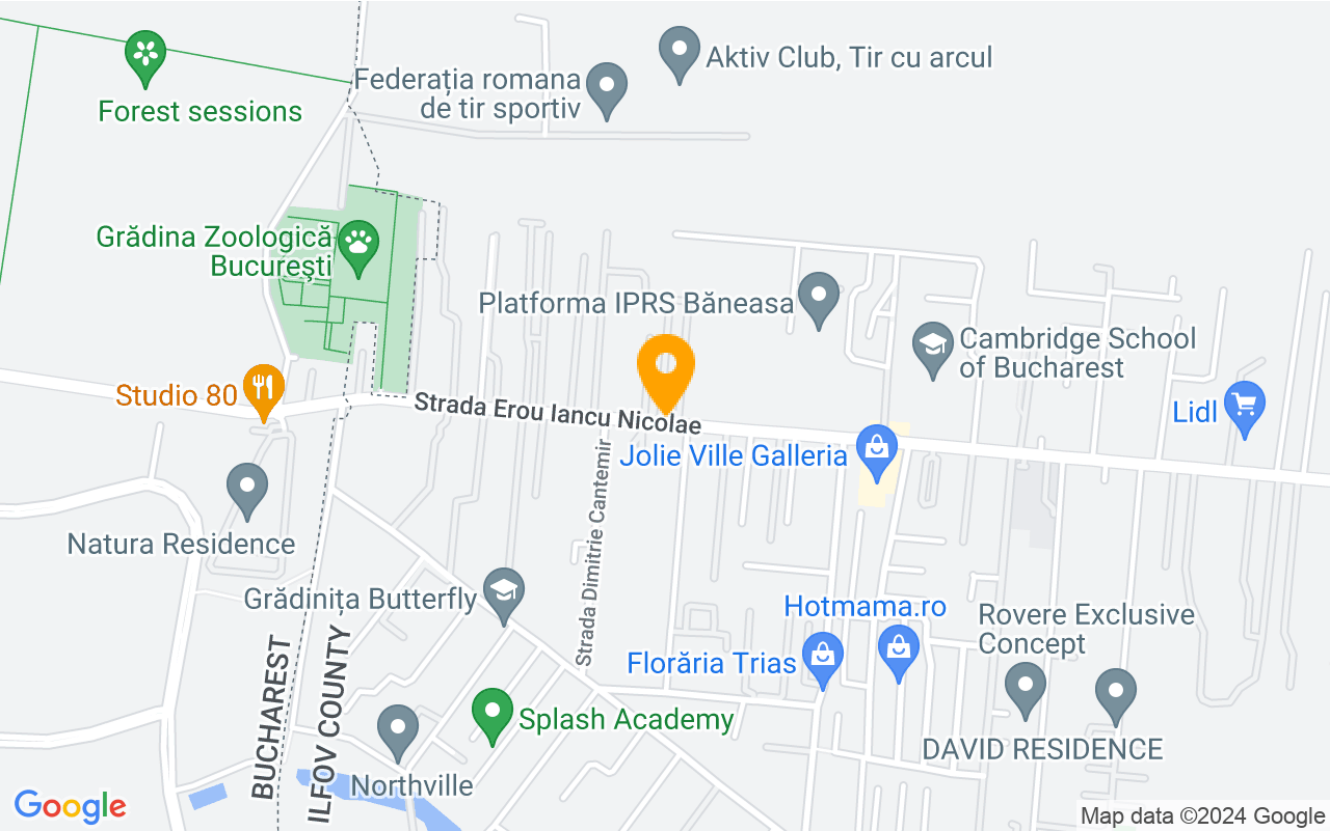 Aktiv Club, Tir cu arcul
Federația romana
de tir sportiv
Forest sessions
Grădina Zoologică
București
Platforma IPRS Băneasa
Cambridge School
of Bucharest
Studio 80
Strada Erou Iancu Nicolae
Lidl
Jolie Ville Galleria
Strada Dimitrie Cantemir
Natura Residence
Grădinița Butterfly
Hotmama.ro
Rovere Exclusive
Concept
BUCHAREST
ILFOV COUNTY
Florăria Trias
Splash Academy
DAVID RESIDENCE
Northville
Google
Map data ©2024 Google